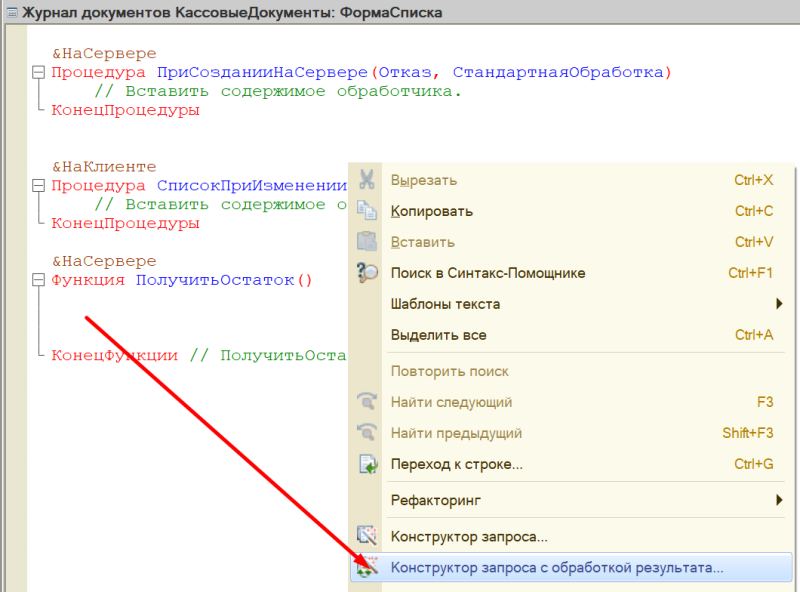 Журнал документов КассовыеДокументы: ФормаСписка
&НаСервере
Процедура ПриСозданииНаСервере(Отказ, СтандартнаяОбработка)
// Вставить содержимое обработчика.
КонецПроцедуры
&НаКлиенте
Процедура СписокПриИзменении
// Вставить содержимое о
КонецПроцедуры
&НаСервере
Функция ПолучитьОстаток()
КонецФункции // ПолучитьОста
Вырезать Ctrl+X
Копировать Ctrl+C
Вставить Ctrl+V
Поиск в Синтакс-Помощнике Ctrl+F1
Шаблоны текста
Выделить все Ctrl+A
Повторить поиск
Найти следующий F3
Найти предыдущий Shift+F3
Переход к строке... Ctrl+G
Рефакторинг
Конструктор запроса...
Конструктор запроса с обработкой результата...